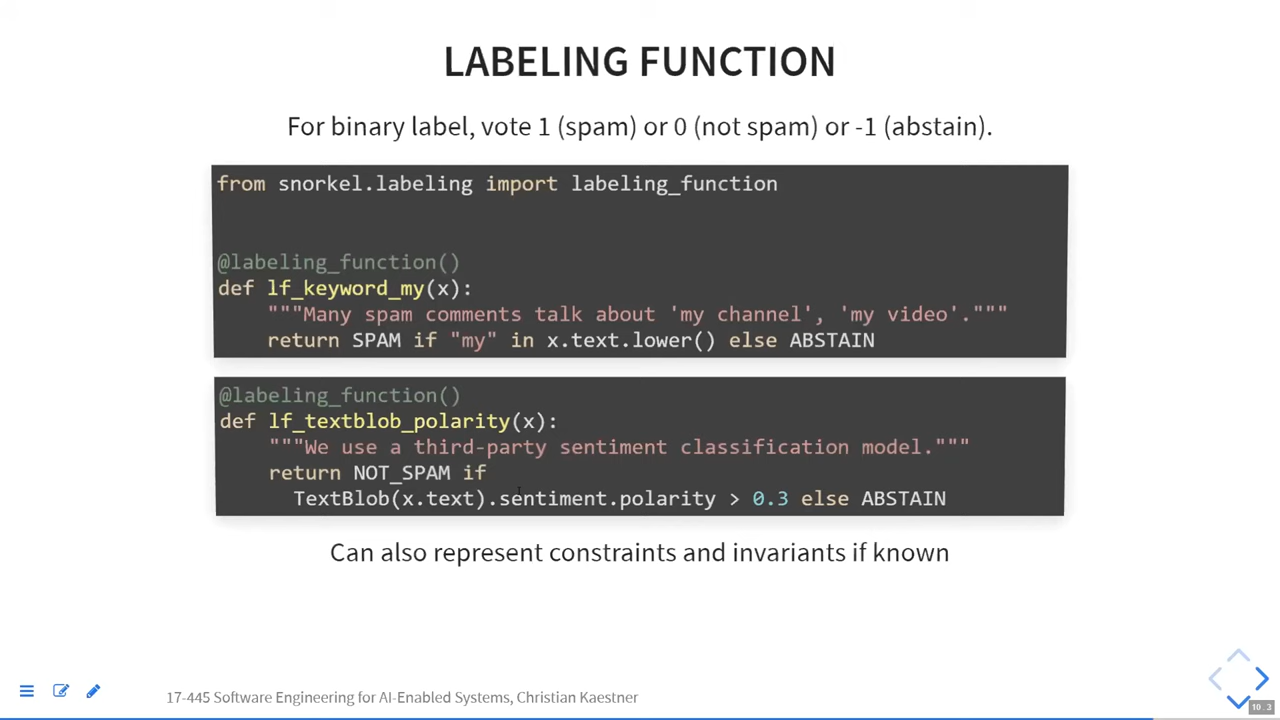 LABELING FUNCTION
For binary label, vote 1 (spam) or 0 (not spam) or -1 (abstain).
from snorkel.labeling import labeling_function
@labeling_function()
def lf_keyword_my(x):
"""Many spam comments talk about 'my channel', 'my video'."""
return SPAM if "my" in x.text.lower() else ABSTAIN
@labeling_function()
def lf_textblob_polarity(x):
"""We use a third-party sentiment classification model."""
return NOT_SPAM if
TextBlob(x.text).sentiment.polarity > 0.3 else ABSTAIN
Can also represent constraints and invariants if known
17-445 Software Engineering for AI-Enabled Systems, Christian Kaestner
10.3